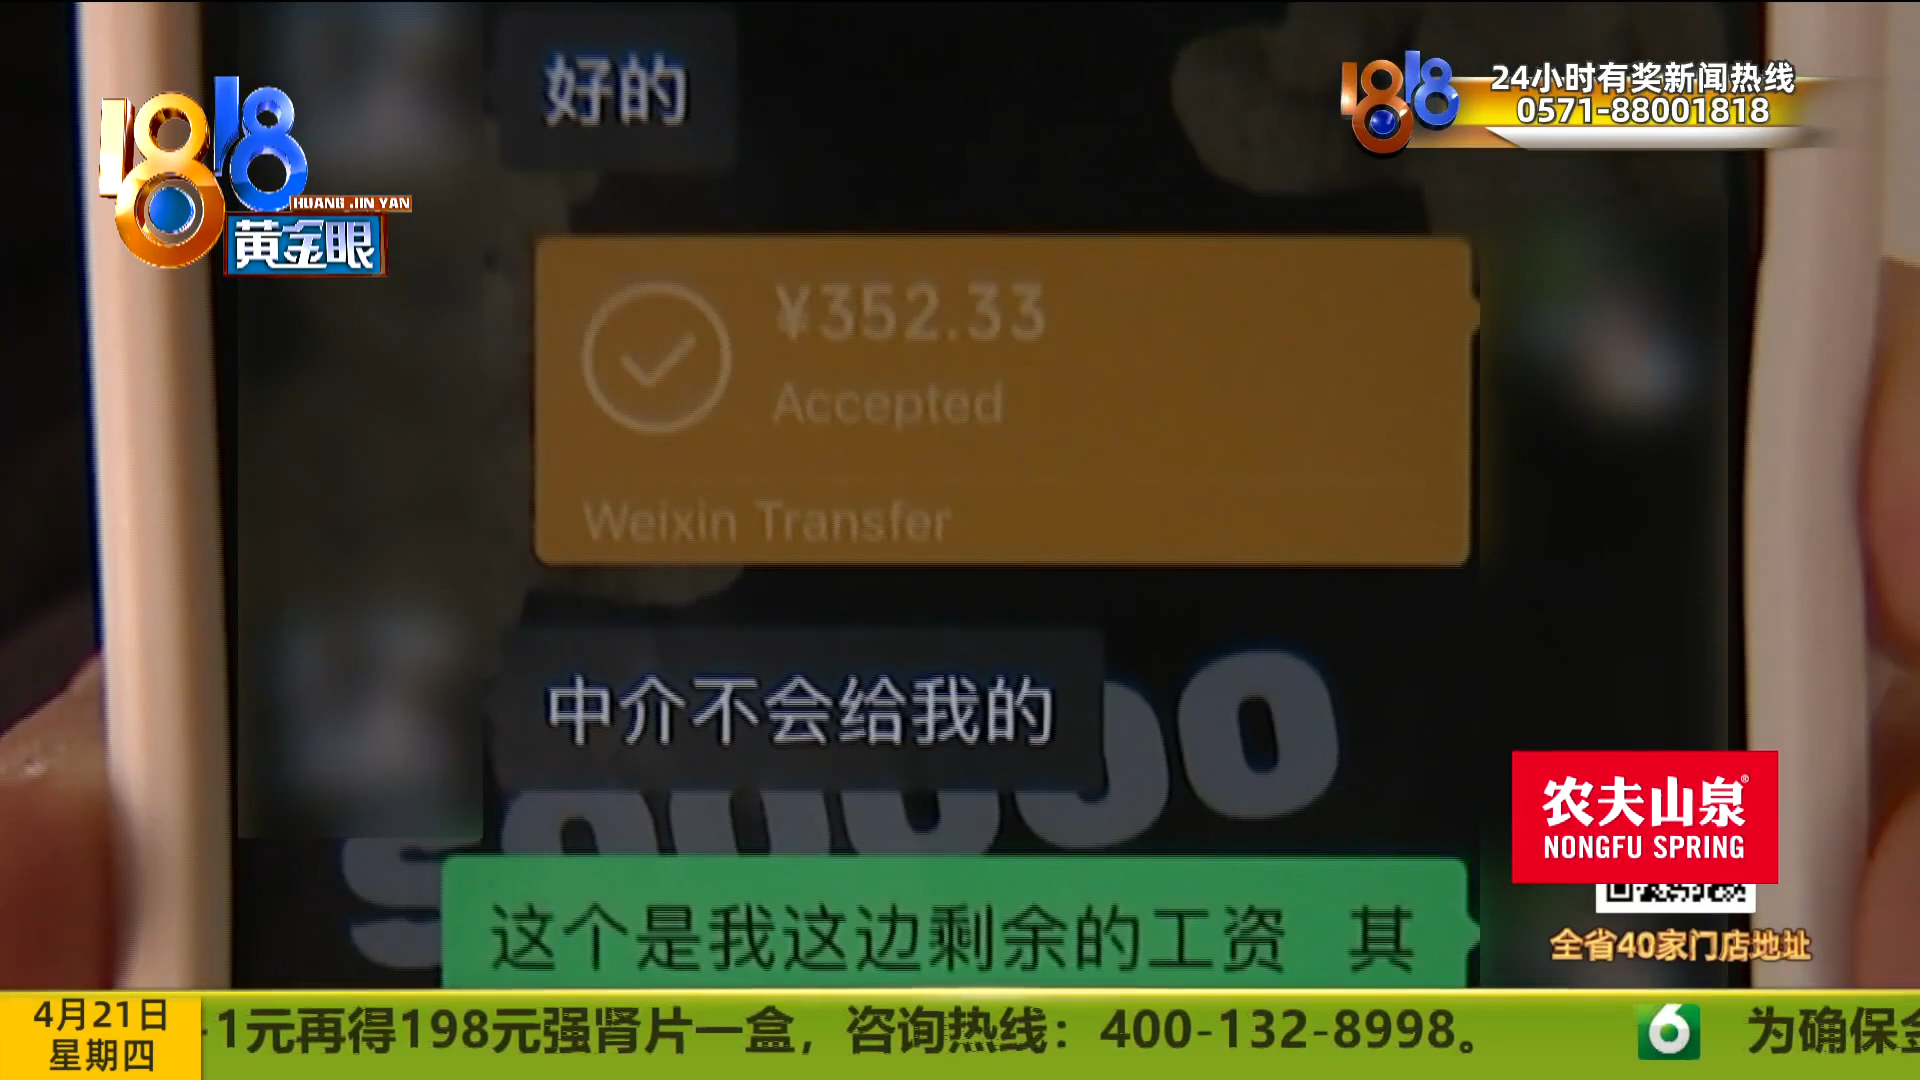 好的
1818
HUANG JIN YAN
黄金眼
1818
24小时有奖新闻热线
0571-88001818
¥352.33
Accepted
Weixin Transfer
中介不会给我的
这个是我这边剩余的工资 其
农夫山泉®
NONGFU SPRING
全省40家门店地址
4月21日
星期四
1元再得198元强肾片一盒，咨询热线：400-132-8998。
6
为确保